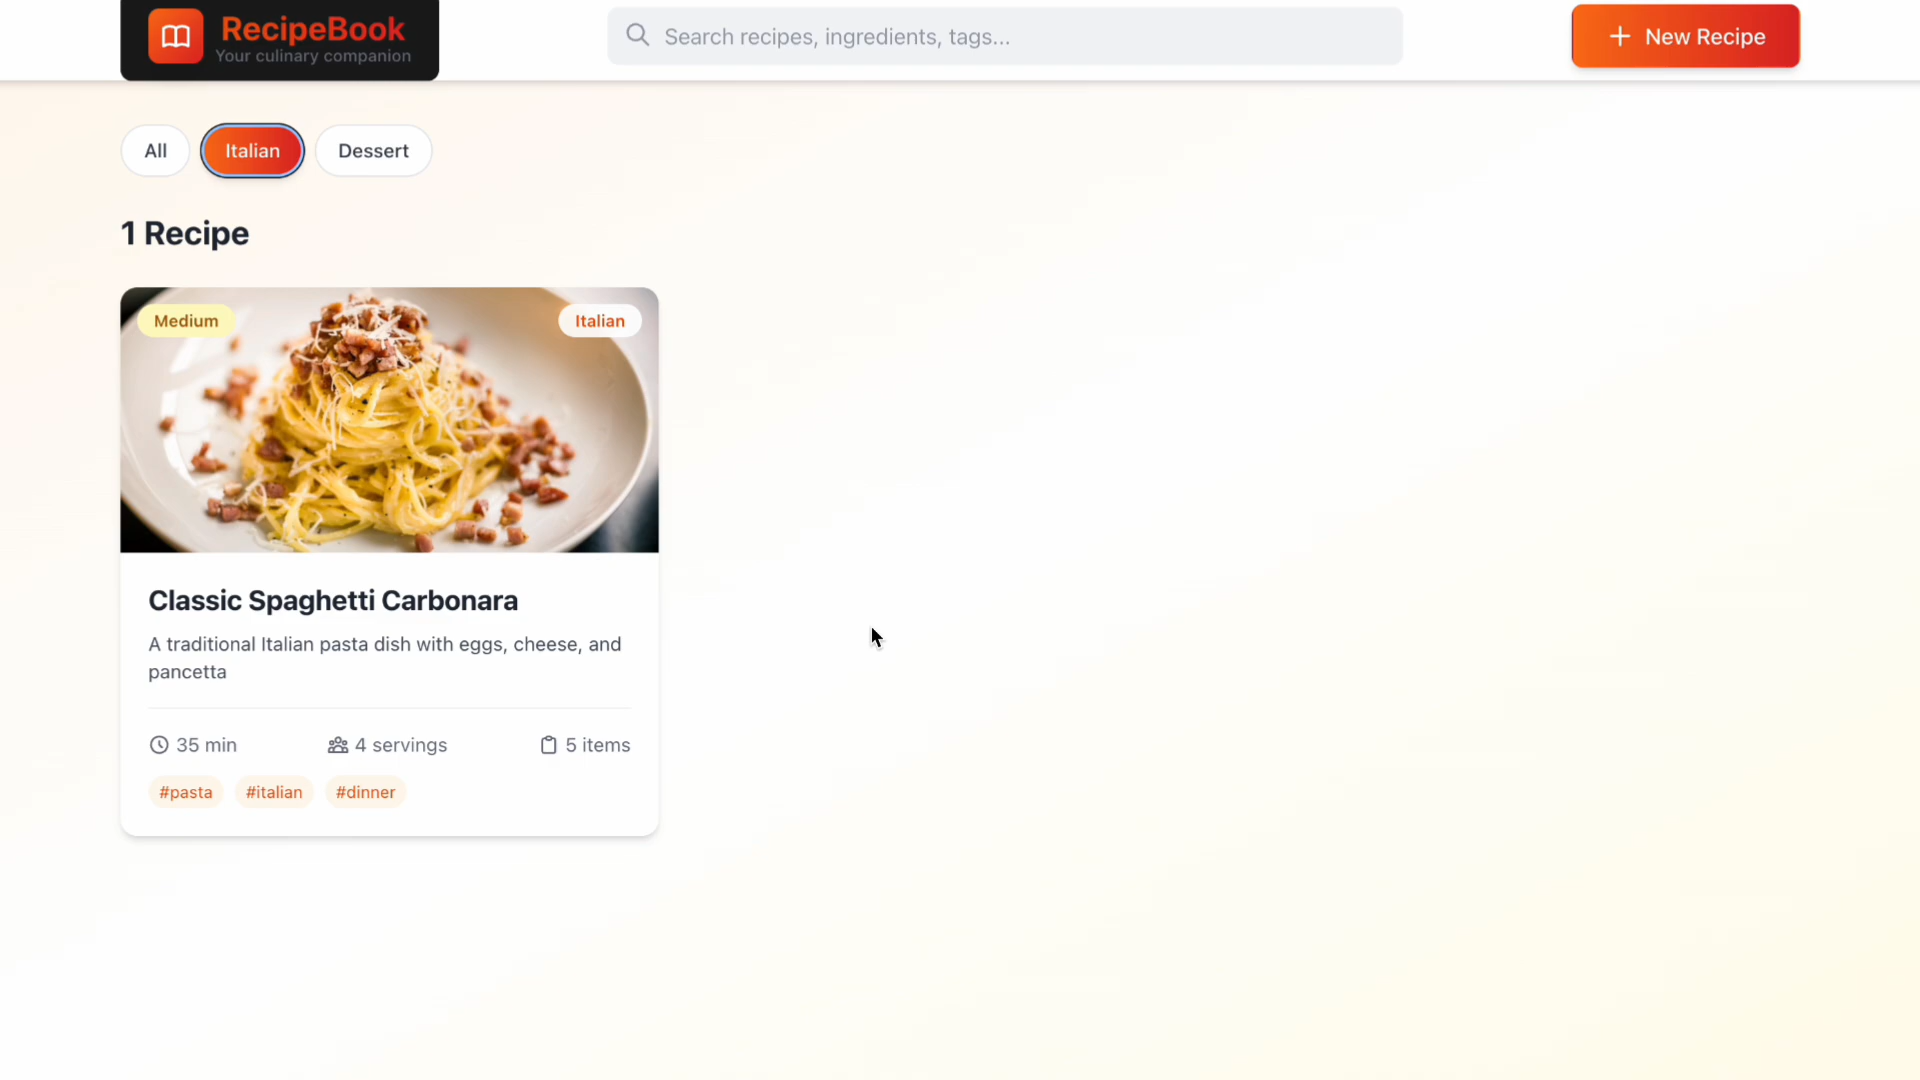 RecipeBook
Your culinary companion
Search recipes, ingredients, tags...
New Recipe
All
Italian
Dessert
1 Recipe
Medium
Italian
Classic Spaghetti Carbonara
A traditional Italian pasta dish with eggs, cheese, and
pancetta
35 min
4 servings
5 items
#pasta
#italian
#dinner